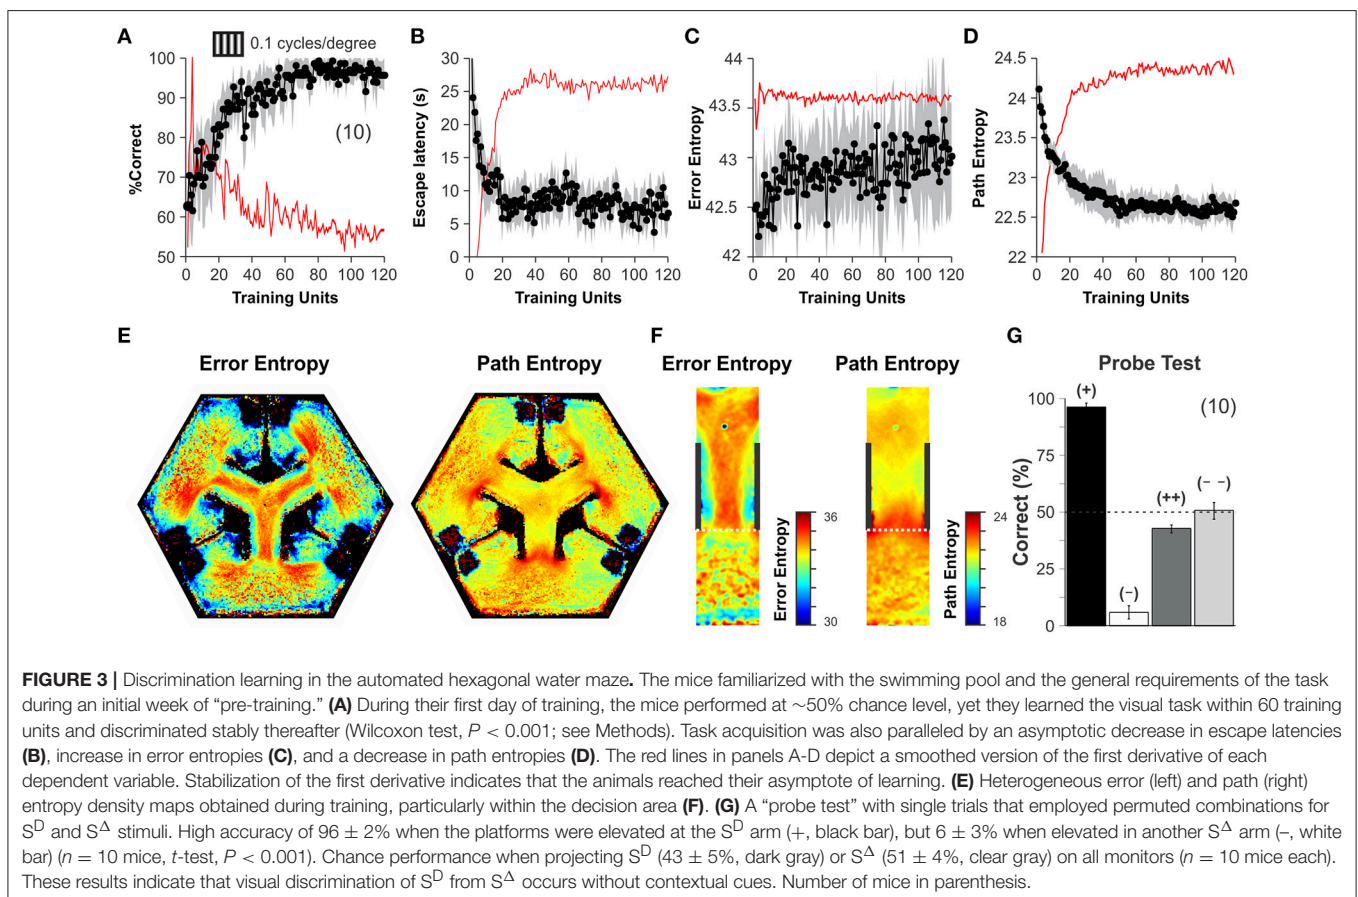 A
0.1 cycles/degree
100
90
80
70
60
50
%Correct
(10)
0 20 40 60 80 100 120
Training Units
B
30
25
20
15
10
5
0
Escape latency (s)
0 20 40 60 80 100 120
Training Units
C
44
43.5
43
42.5
42
Error Entropy
0 20 40 60 80 100 120
Training Units
D
24.5
24
23.5
23
22.5
22
Path Entropy
0 20 40 60 80 100 120
Training Units
E
Error Entropy
Path Entropy
F
Error Entropy
Path Entropy
Error Entropy
36
30
Path Entropy
24
18
G
Probe Test
(10)
Correct (%)
100
75
50
25
0
(+)
(–)
(++)
(– –)
FIGURE 3 | Discrimination learning in the automated hexagonal water maze. The mice familiarized with the swimming pool and the general requirements of the task
during an initial week of “pre-training.” (A) During their first day of training, the mice performed at ∼50% chance level, yet they learned the visual task within 60 training
units and discriminated stably thereafter (Wilcoxon test, P < 0.001; see Methods). Task acquisition was also paralleled by an asymptotic decrease in escape latencies
(B), increase in error entropies (C), and a decrease in path entropies (D). The red lines in panels A-D depict a smoothed version of the first derivative of each
dependent variable. Stabilization of the first derivative indicates that the animals reached their asymptote of learning. (E) Heterogeneous error (left) and path (right)
entropy density maps obtained during training, particularly within the decision area (F). (G) A “probe test” with single trials that employed permuted combinations for
S^D and S^Δ stimuli. High accuracy of 96 ± 2% when the platforms were elevated at the S^D arm (+, black bar), but 6 ± 3% when elevated in another S^Δ arm (–, white
bar) (n = 10 mice, t-test, P < 0.001). Chance performance when projecting S^D (43 ± 5%, dark gray) or S^Δ (51 ± 4%, clear gray) on all monitors (n = 10 mice each).
These results indicate that visual discrimination of S^D from S^Δ occurs without contextual cues. Number of mice in parenthesis.